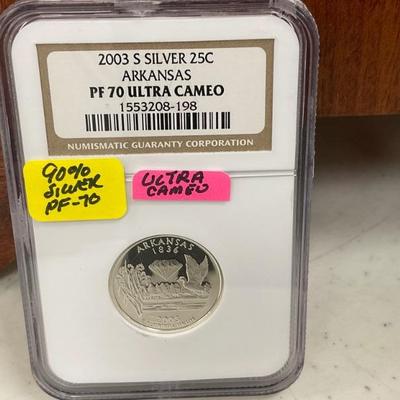 2003 S SILVER 25C
ARKANSAS
PF 70 ULTRA CAMEO
1553208-198
NUMISMATIC GUARANTY CORPORATION
90%
SILVER
PF-70
ULTRA
CAMEO
ARKANSAS
1836
2003